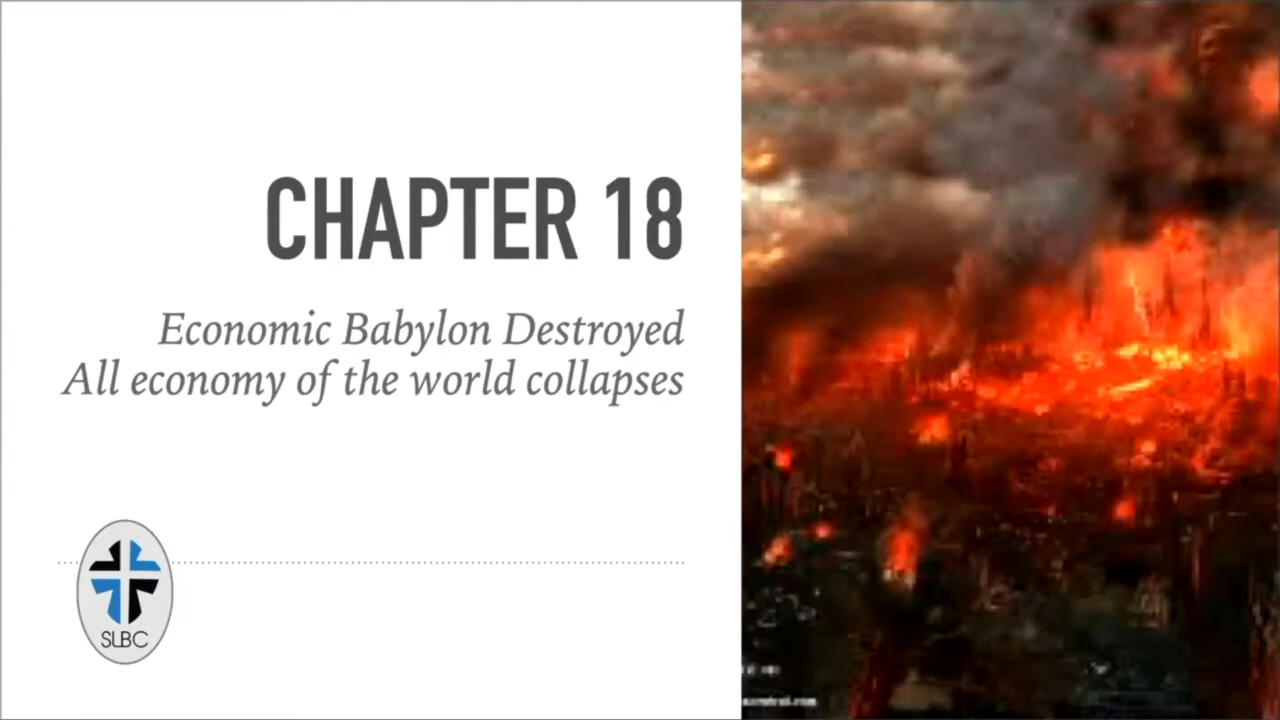 CHAPTER 18
Economic Babylon Destroyed
All economy of the world collapses
SLBC